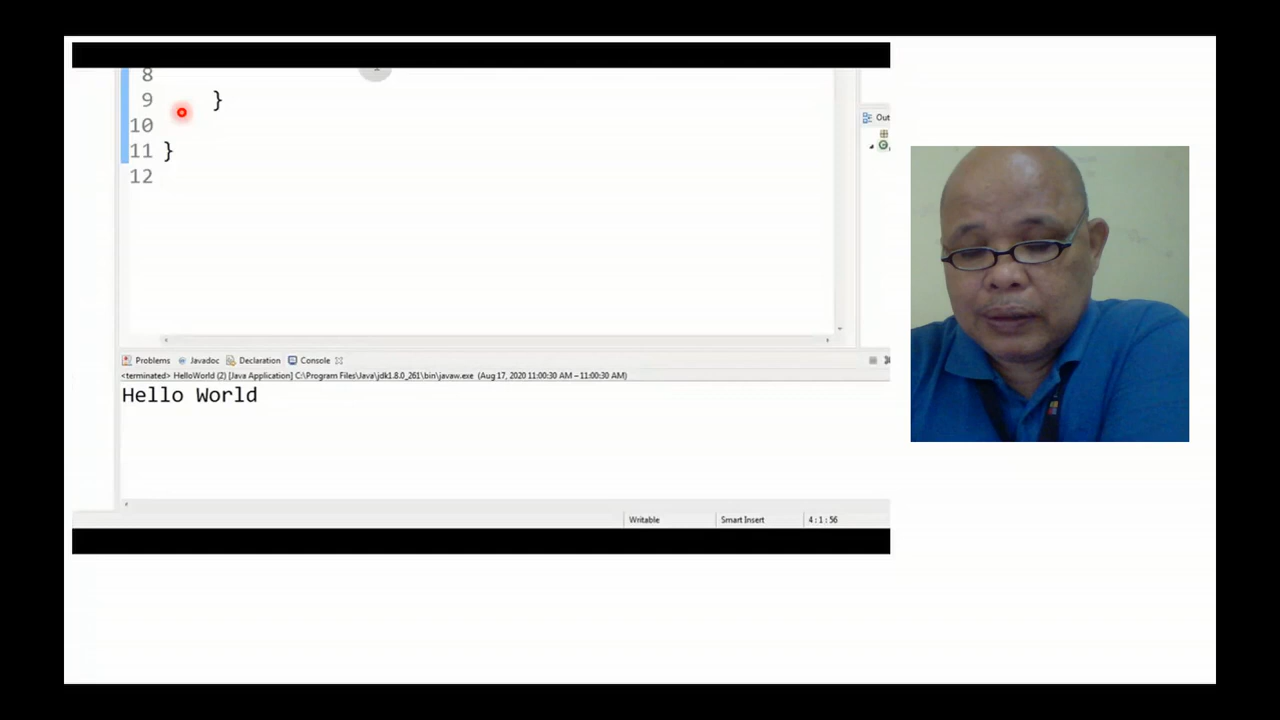 8
9 }
10
11 }
12
Out
Problems Javadoc Declaration Console
<terminated> HelloWorld (2) [Java Application] C:\Program Files\Java\jdk1.8.0_261\bin\javaw.exe (Aug 17, 2020 11:00:30 AM – 11:00:30 AM)
Hello World
Writable Smart Insert 4 : 1 : 56